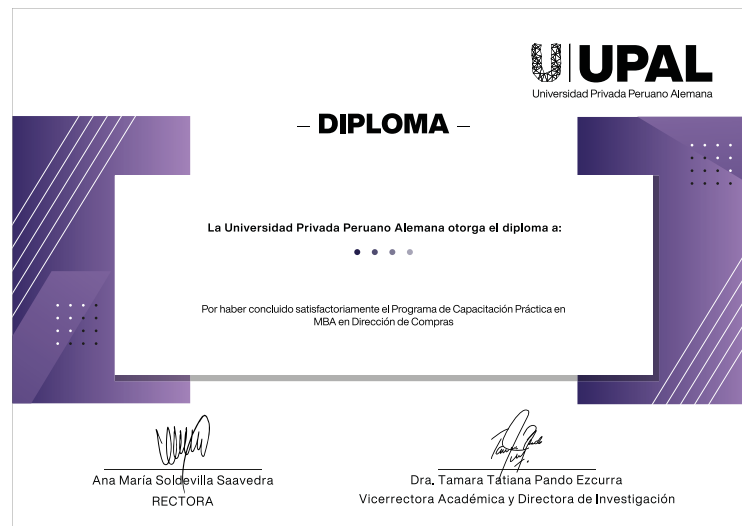 UPAL
Universidad Privada Peruano Alemana
– DIPLOMA –
La Universidad Privada Peruano Alemana otorga el diploma a:
Por haber concluido satisfactoriamente el Programa de Capacitación Práctica en
MBA en Dirección de Compras
Ana María Soldevilla Saavedra
RECTORA
Dra. Tamara Tatiana Pando Ezcurra
Vicerrectora Académica y Directora de Investigación